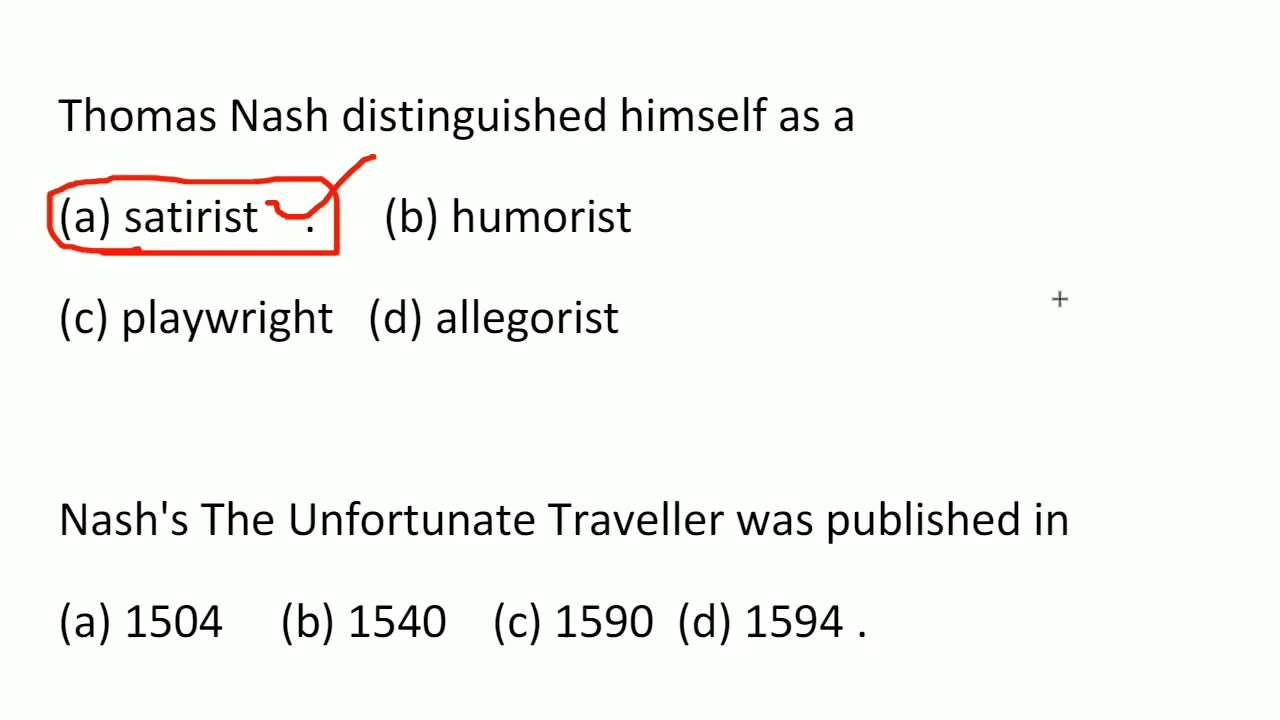 Thomas Nash distinguished himself as a
(a) satirist . (b) humorist
(c) playwright (d) allegorist
Nash's The Unfortunate Traveller was published in
(a) 1504 (b) 1540 (c) 1590 (d) 1594 .